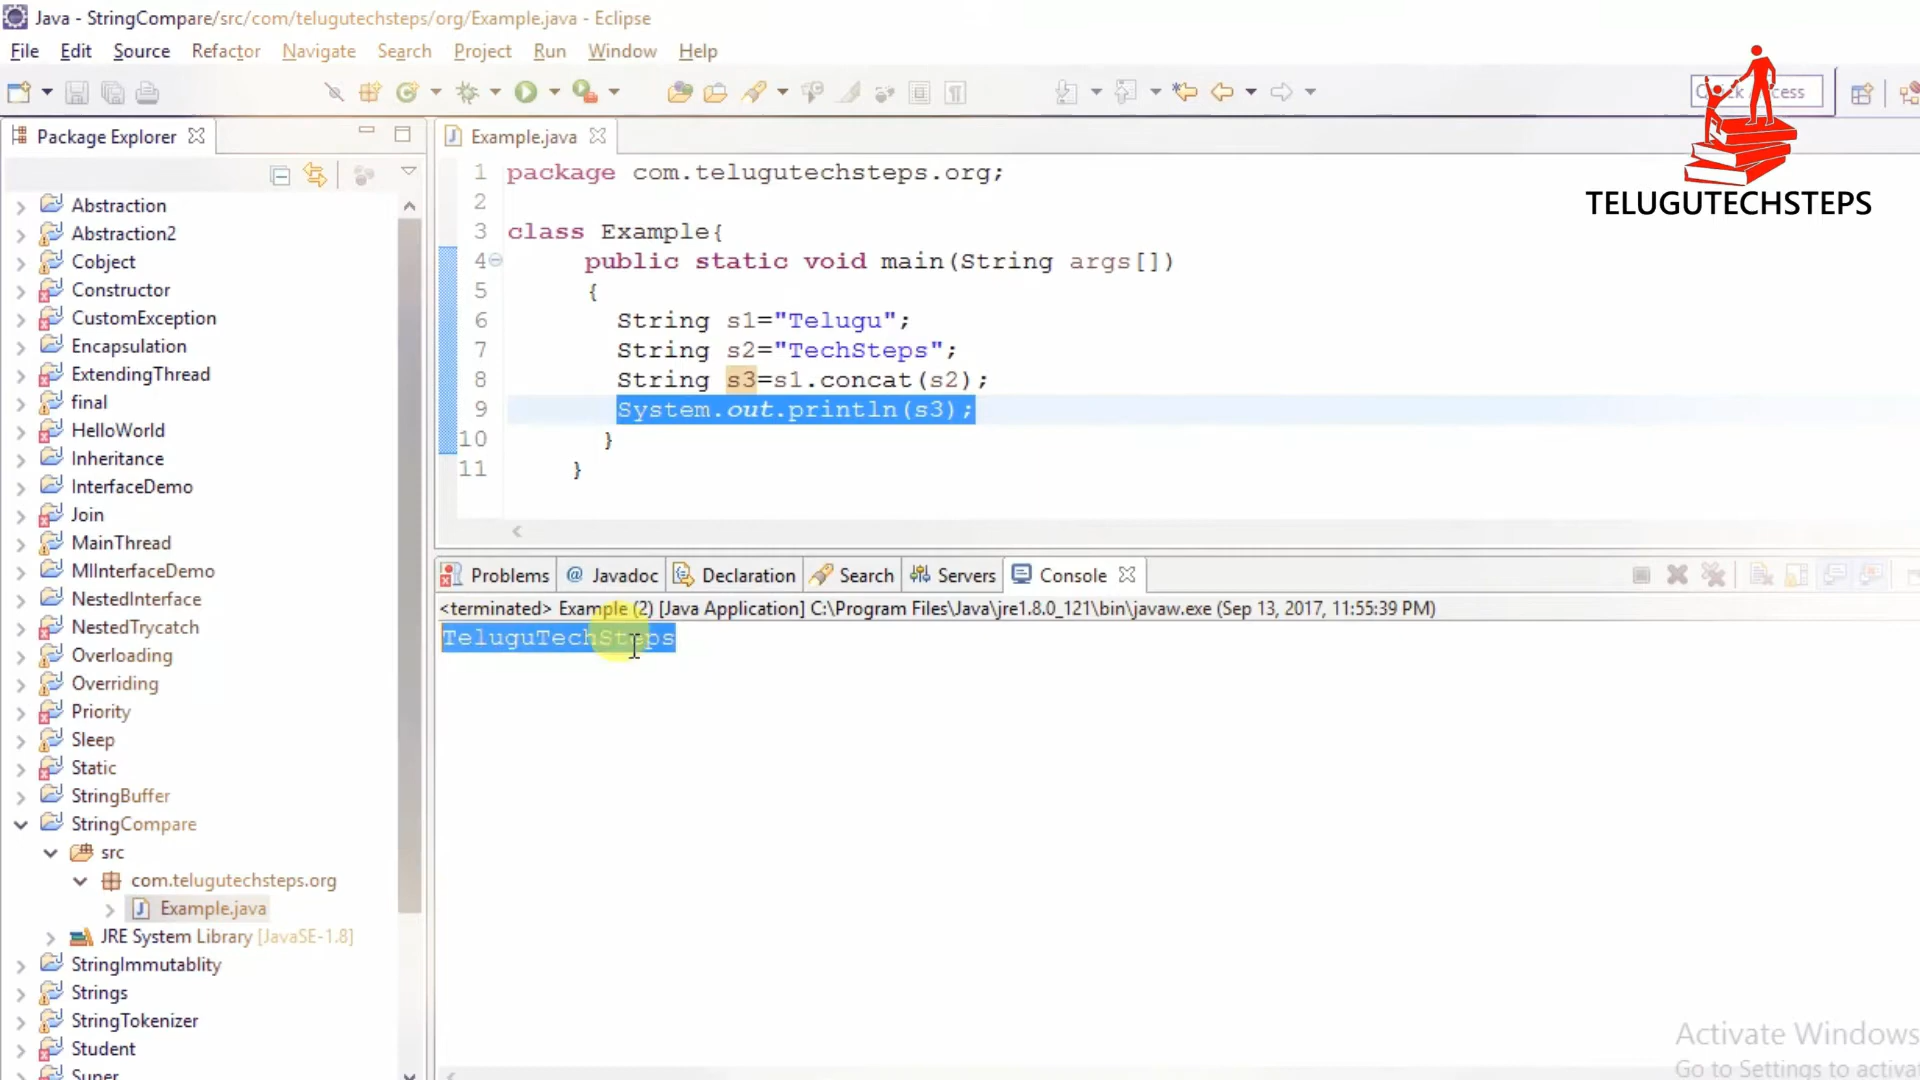 Java - StringCompare/src/com/telugutechsteps/org/Example.java - Eclipse
File Edit Source Refactor Navigate Search Project Run Window Help
TELUGUTECHSTEPS
Package Explorer
Abstraction
Abstraction2
Cobject
Constructor
CustomException
Encapsulation
ExtendingThread
final
HelloWorld
Inheritance
InterfaceDemo
Join
MainThread
MIInterfaceDemo
NestedInterface
NestedTrycatch
Overloading
Overriding
Priority
Sleep
Static
StringBuffer
StringCompare
src
com.telugutechsteps.org
Example.java
JRE System Library [JavaSE-1.8]
StringImmutablity
Strings
StringTokenizer
Student
Super
Example.java
1 package com.telugutechsteps.org;
2
3 class Example{
4 public static void main(String args[])
5 {
6 String s1="Telugu";
7 String s2="TechSteps";
8 String s3=s1.concat(s2);
9 System.out.println(s3);
10 }
11 }
Problems @ Javadoc Declaration Search Servers Console
<terminated> Example (2) [Java Application] C:\Program Files\Java\jre1.8.0_121\bin\javaw.exe (Sep 13, 2017, 11:55:39 PM)
TeluguTechSteps
Activate Windows
Go to Settings to activa